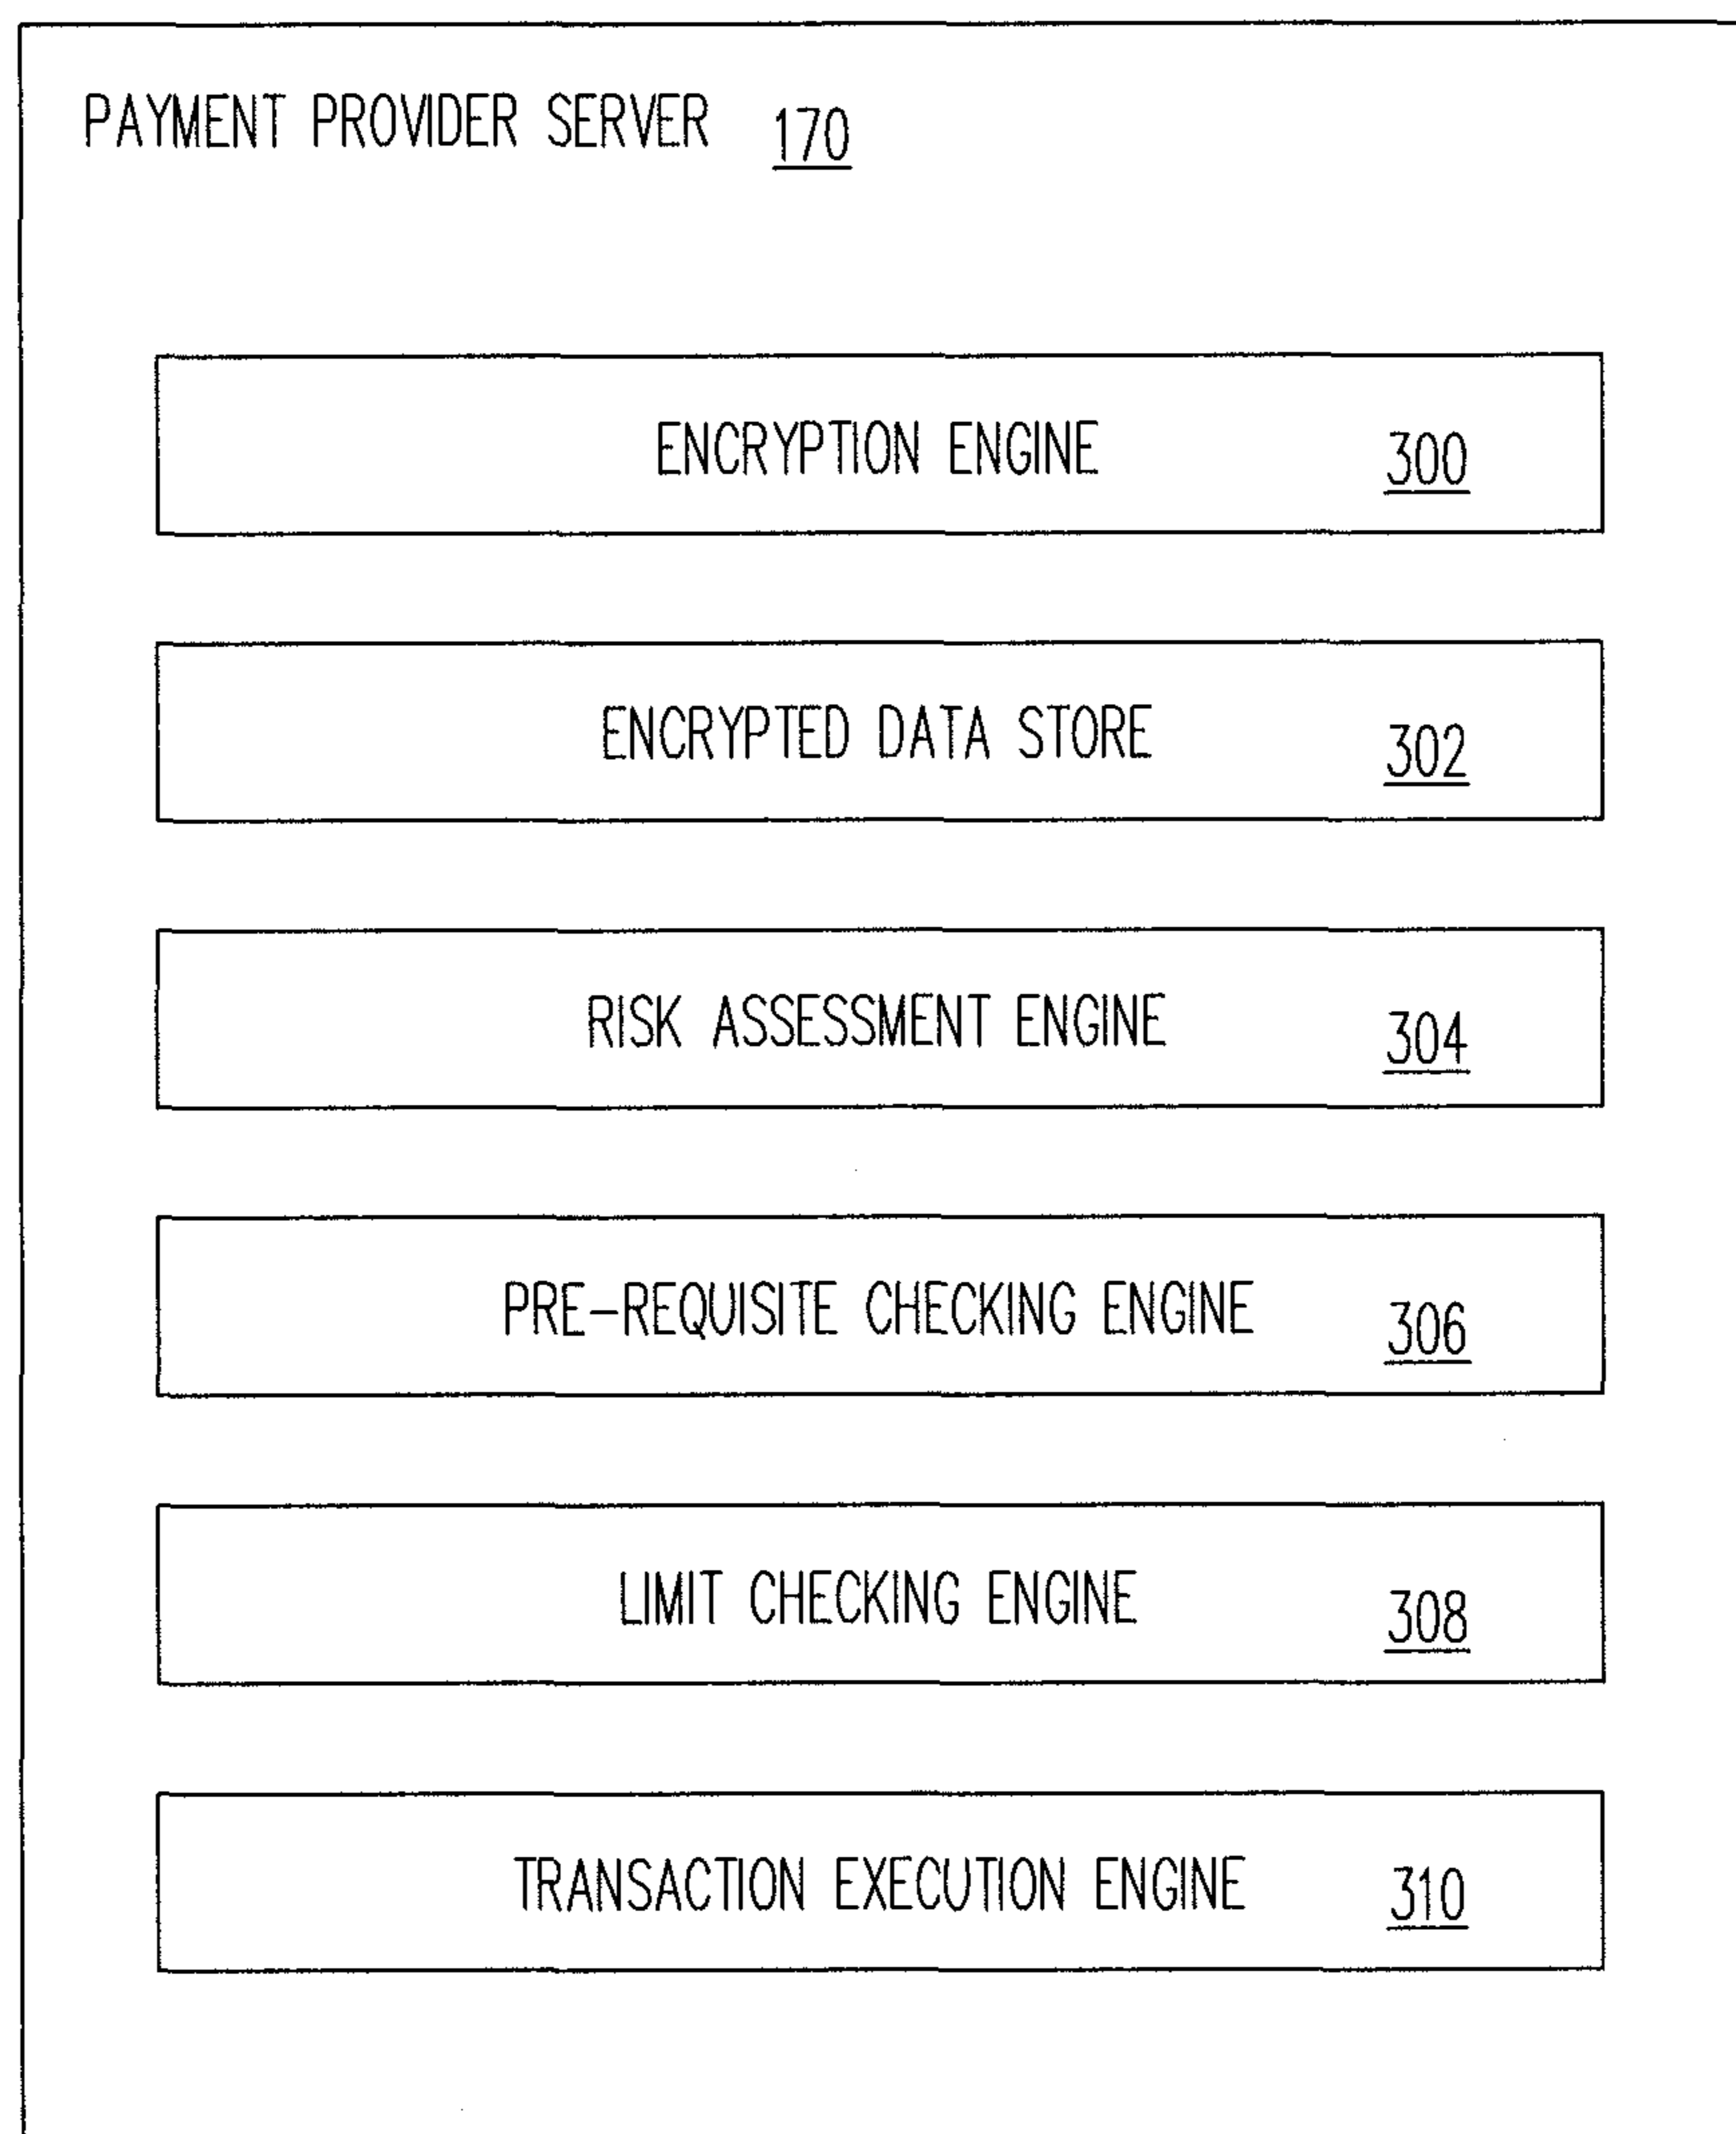 PAYMENT PROVIDER SERVER 170
ENCRYPTION ENGINE 300
ENCRYPTED DATA STORE 302
RISK ASSESSMENT ENGINE 304
PRE-REQUISITE CHECKING ENGINE 306
LIMIT CHECKING ENGINE 308
TRANSACTION EXECUTION ENGINE 310